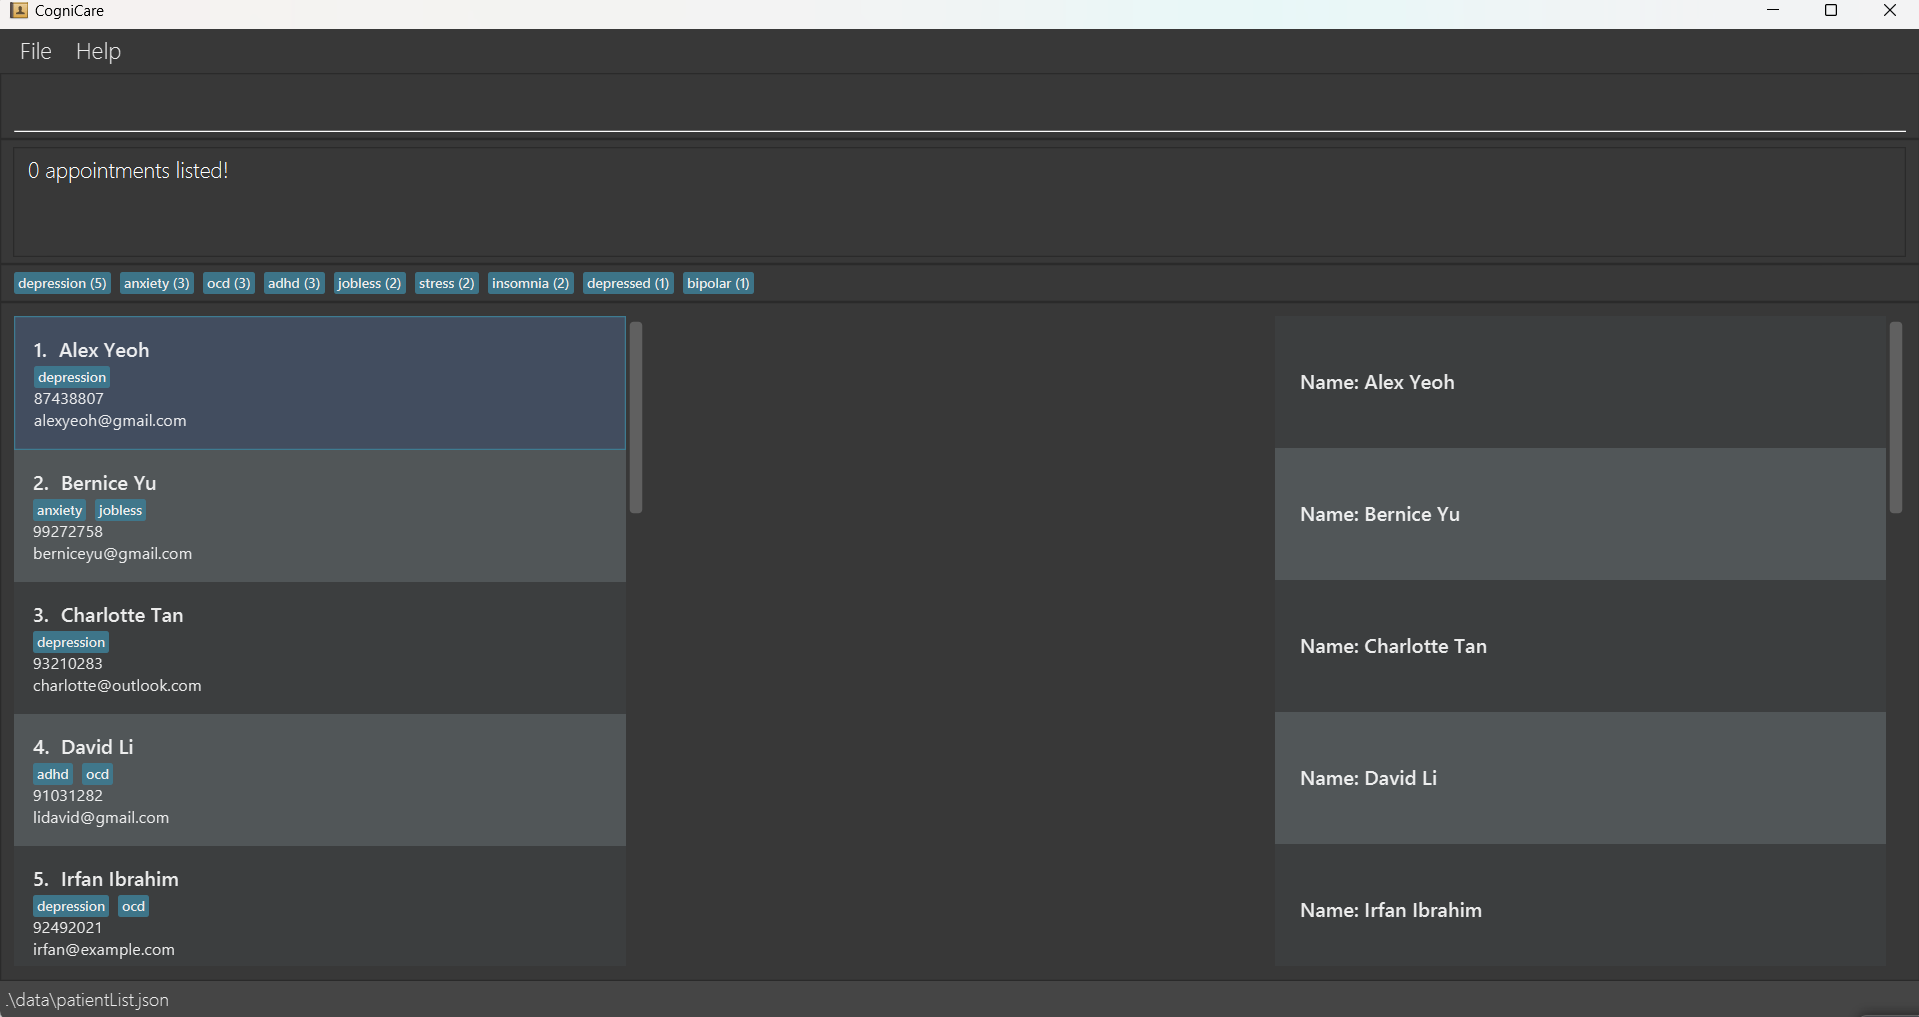 CogniCare
File Help
0 appointments listed!
depression (5) anxiety (3) ocd (3) adhd (3) jobless (2) stress (2) insomnia (2) depressed (1) bipolar (1)
1. Alex Yeoh
depression
87438807
alexyeoh@gmail.com
2. Bernice Yu
anxiety jobless
99272758
berniceyu@gmail.com
3. Charlotte Tan
depression
93210283
charlotte@outlook.com
4. David Li
adhd ocd
91031282
lidavid@gmail.com
5. Irfan Ibrahim
depression ocd
92492021
irfan@example.com
Name: Alex Yeoh
Name: Bernice Yu
Name: Charlotte Tan
Name: David Li
Name: Irfan Ibrahim
.\data\patientList.json